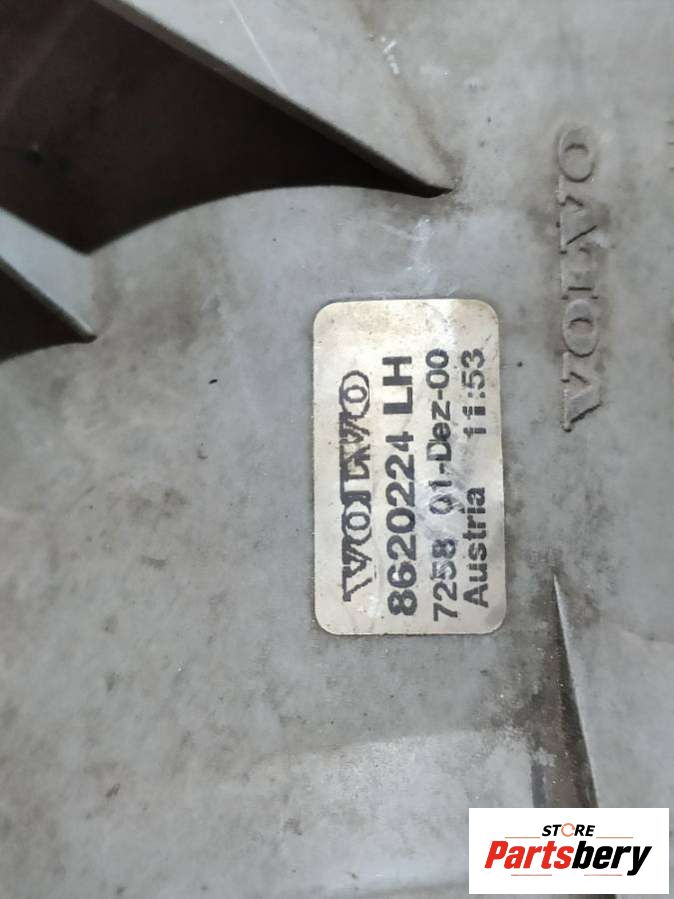 VOLVO
VOLVO
8620224 LH
7258 01-Dez-00
Austria 11:53
STORE
Partsbery